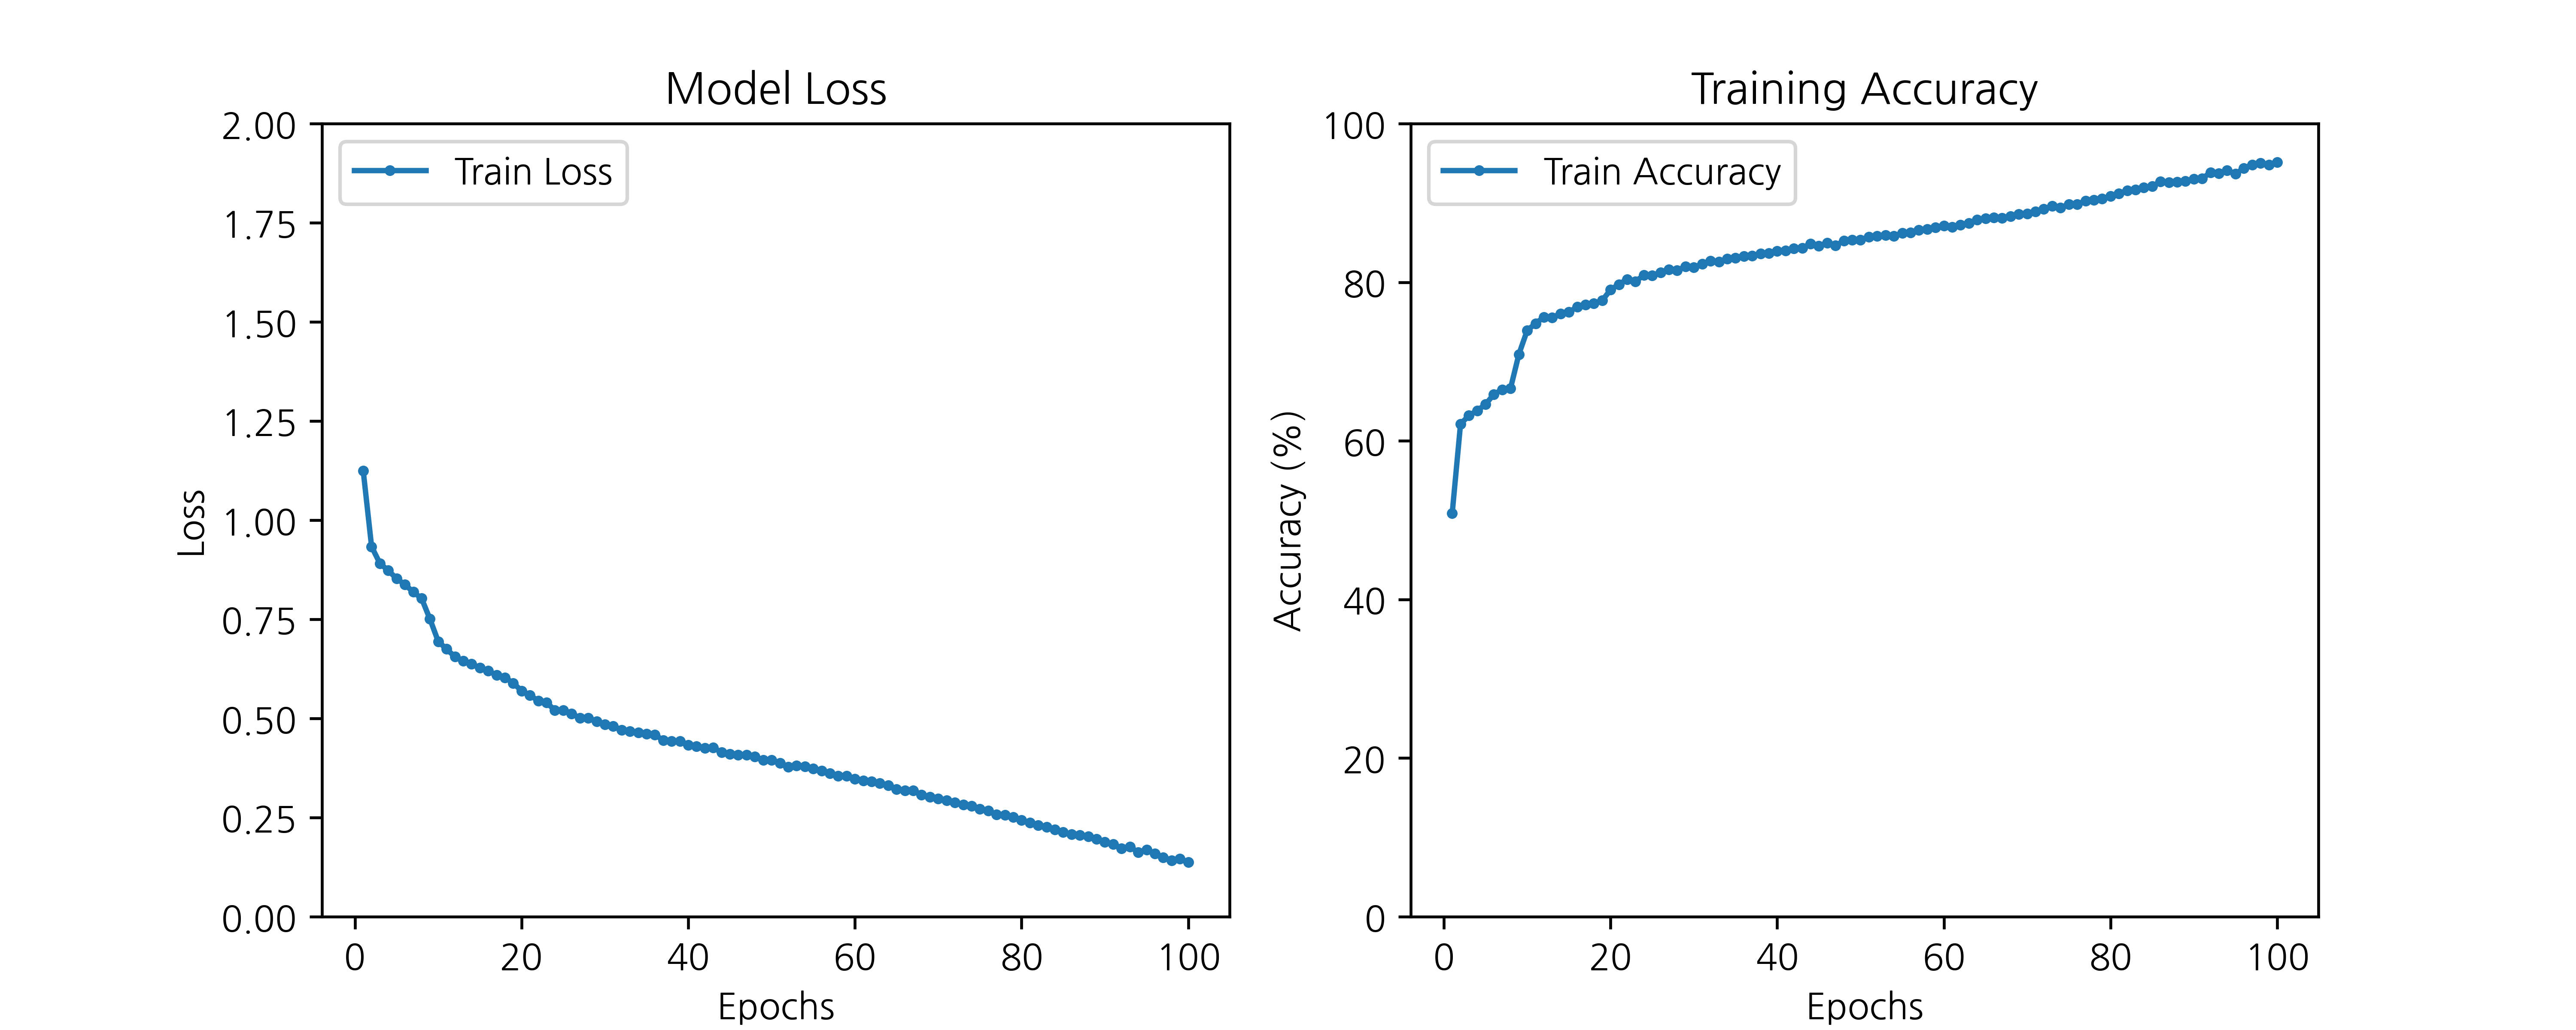 Model Loss
2.00
1.75
1.50
1.25
1.00
0.75
0.50
0.25
0.00
Loss
Train Loss
0 20 40 60 80 100
Epochs
Training Accuracy
100
80
60
40
20
0
Accuracy (%)
Train Accuracy
0 20 40 60 80 100
Epochs